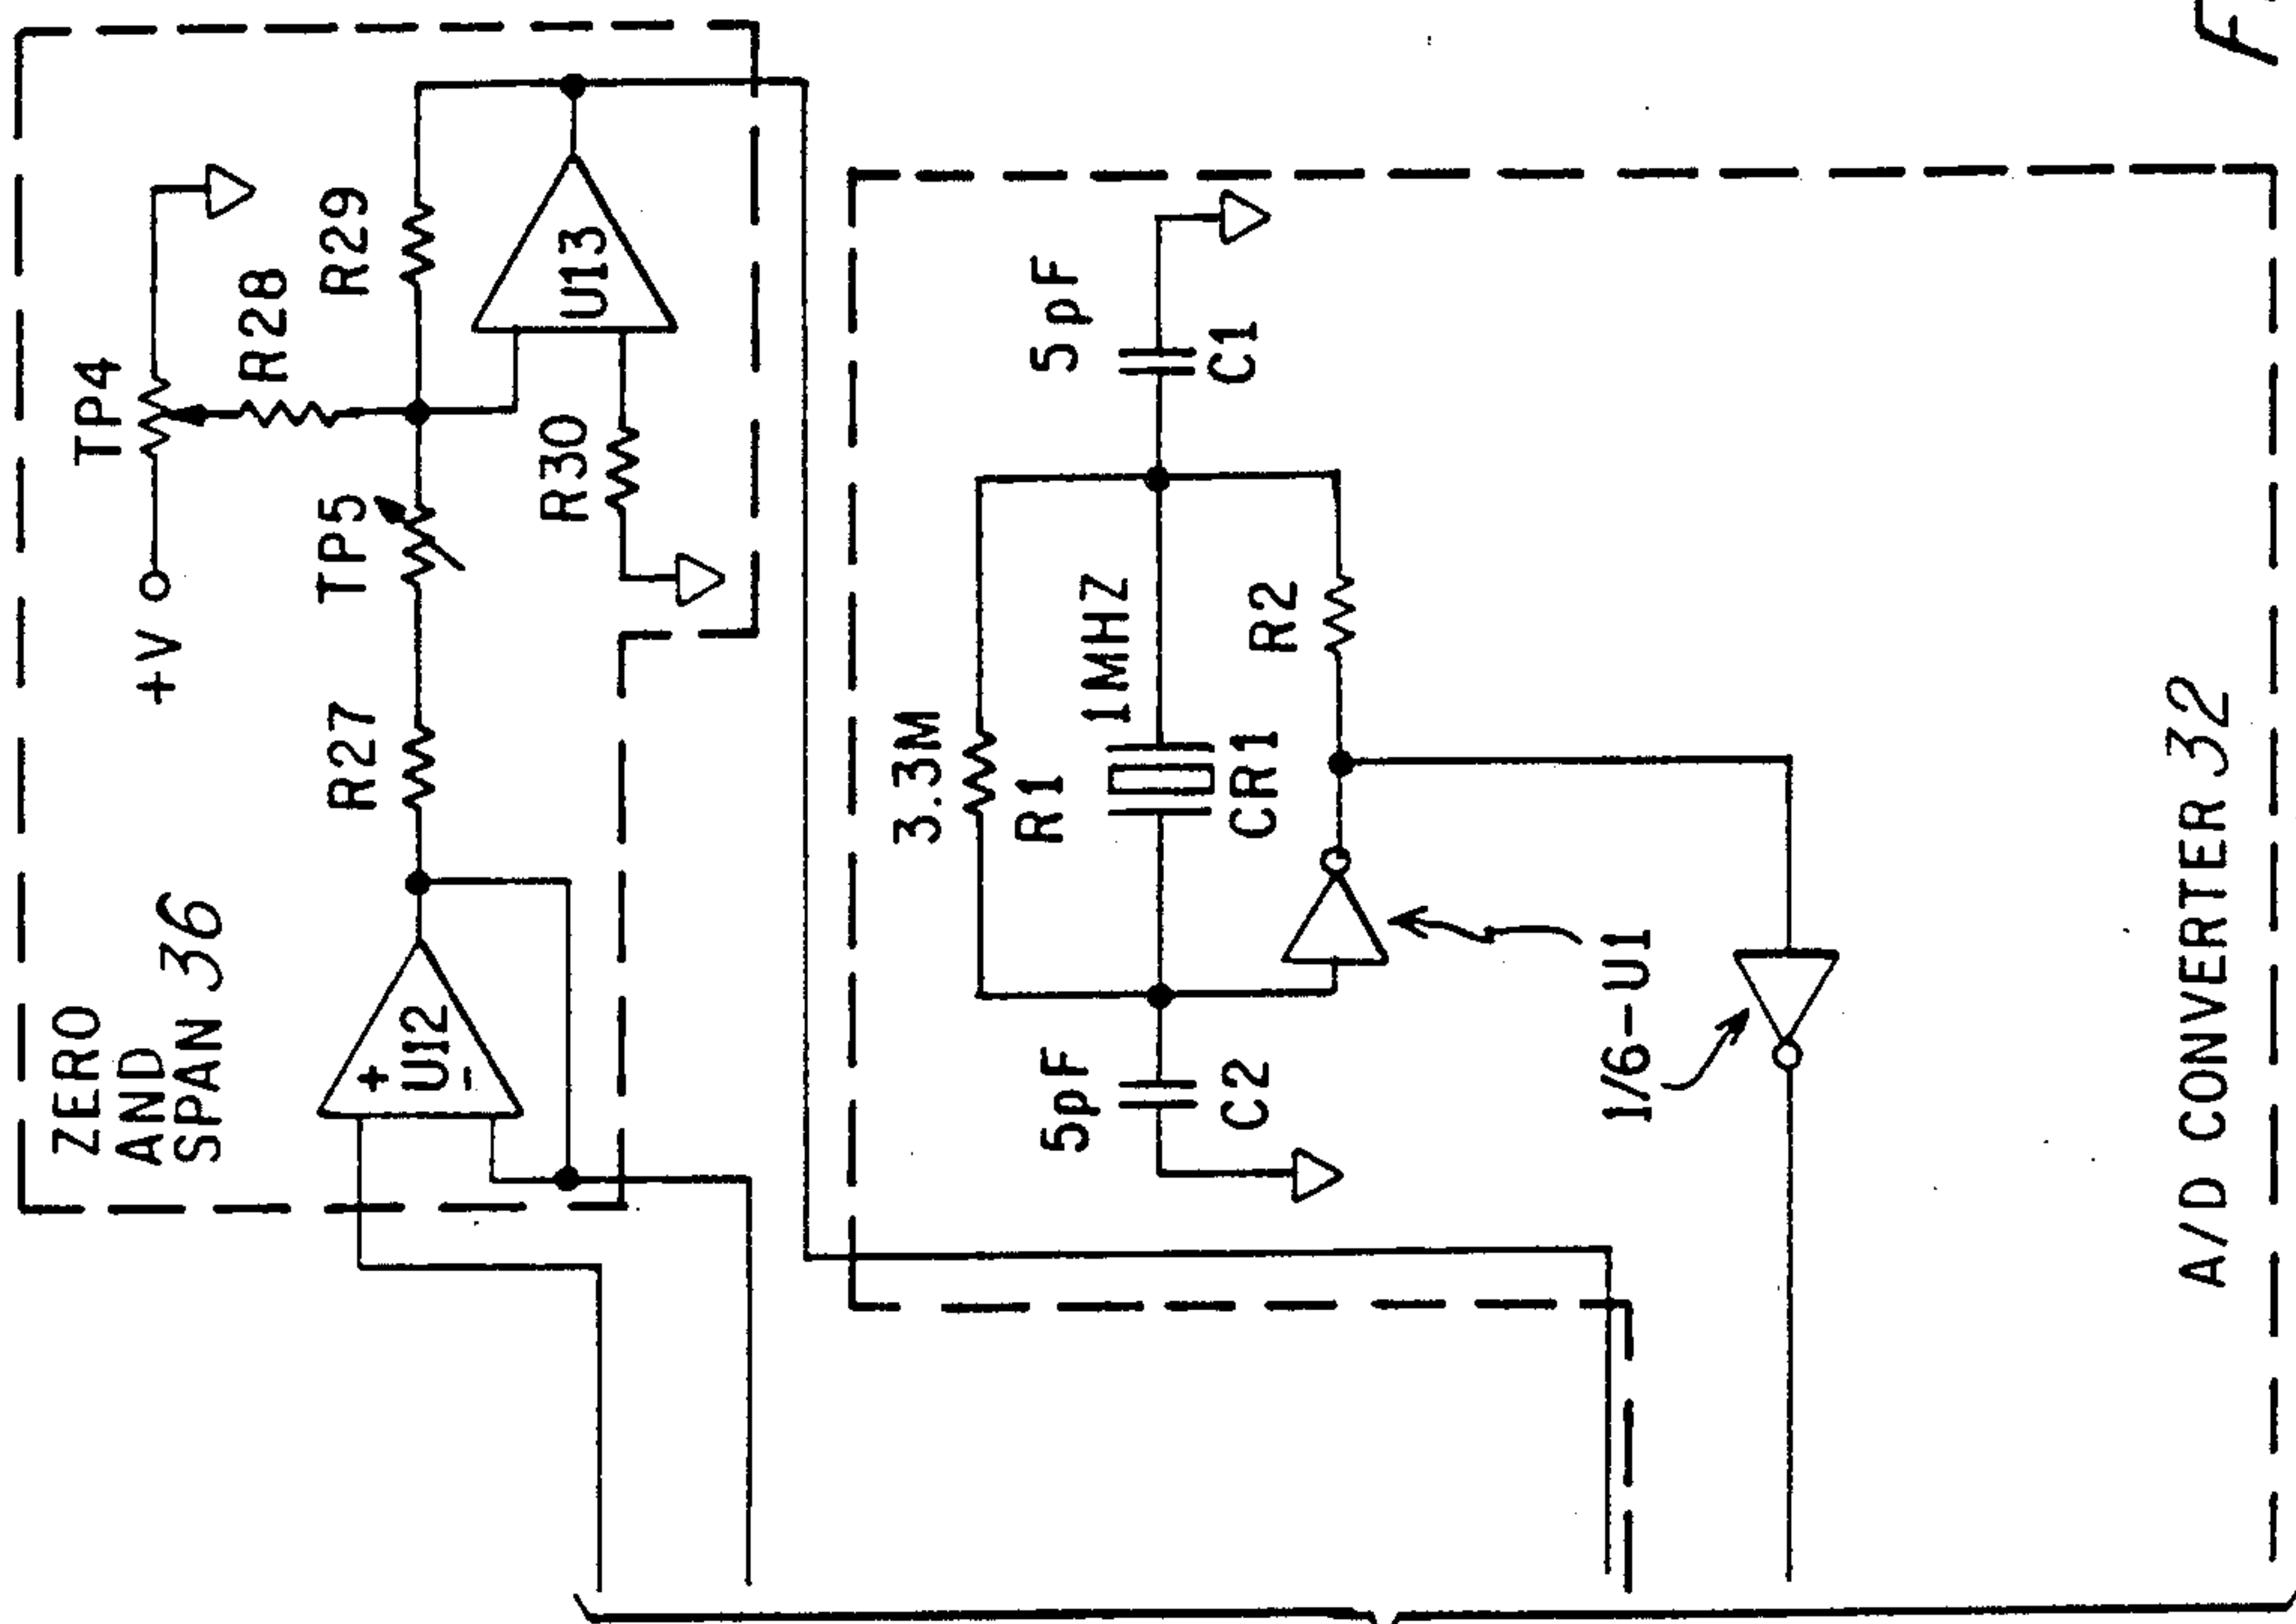 ZERO
AND
SPAN 36
+V
TP4
R28
R27
TP5
R29
U12
+
-
R30
U13
3.3M
R1
5pF
C2
1MHZ
CR1
5pF
C1
R2
1/6-U1
A/D CONVERTER 32